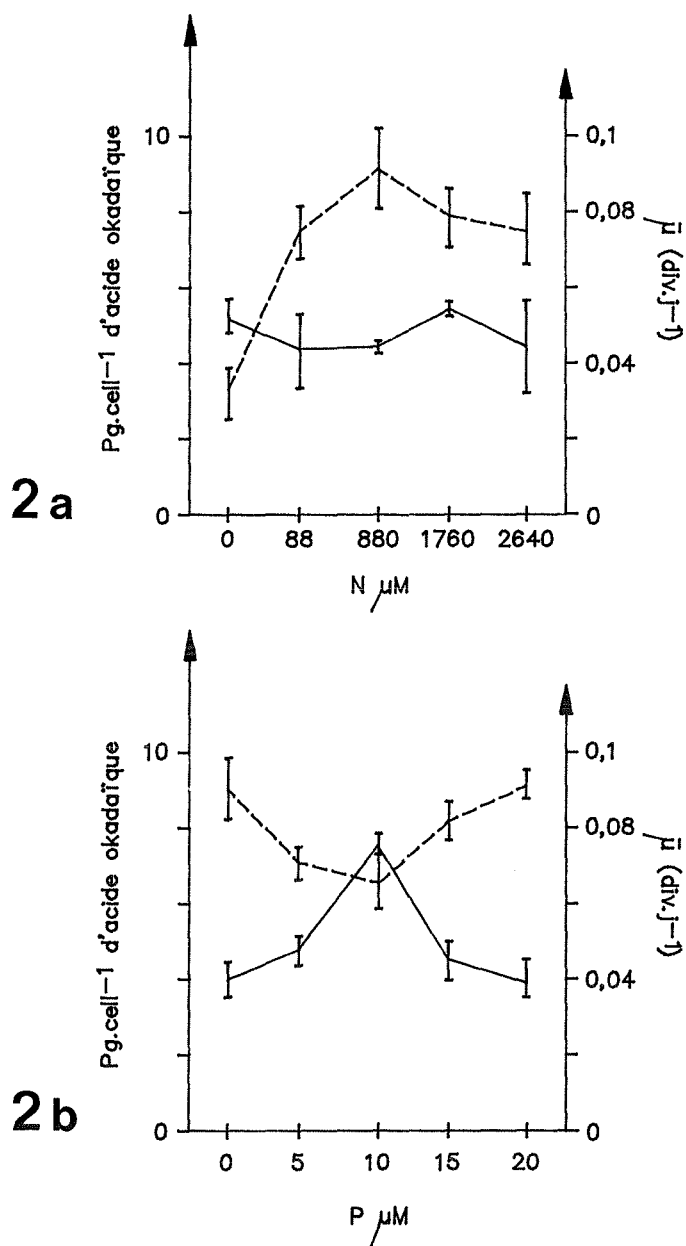 10
0,1
0,08
0,04
0
0
Pg.cell−1 d'acide okadaïque
u̅ (div.j−1)
2a
0 88 880 1760 2640
N µM
10
0,1
0,08
0,04
0
0
Pg.cell−1 d'acide okadaïque
u̅ (div.j−1)
2b
0 5 10 15 20
P µM